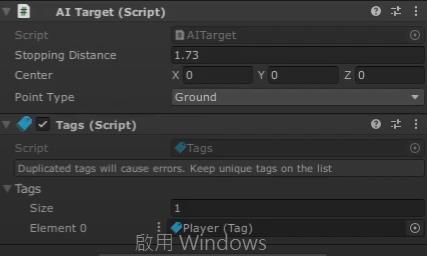 AI Target (Script)
Script AITarget
Stopping Distance 1.73
Center X 0 Y 0 Z 0
Point Type Ground
Tags (Script)
Script Tags
Duplicated tags will cause errors. Keep unique tags on the list
Tags
Size 1
Element 0 Player (Tag)
啟用 Windows